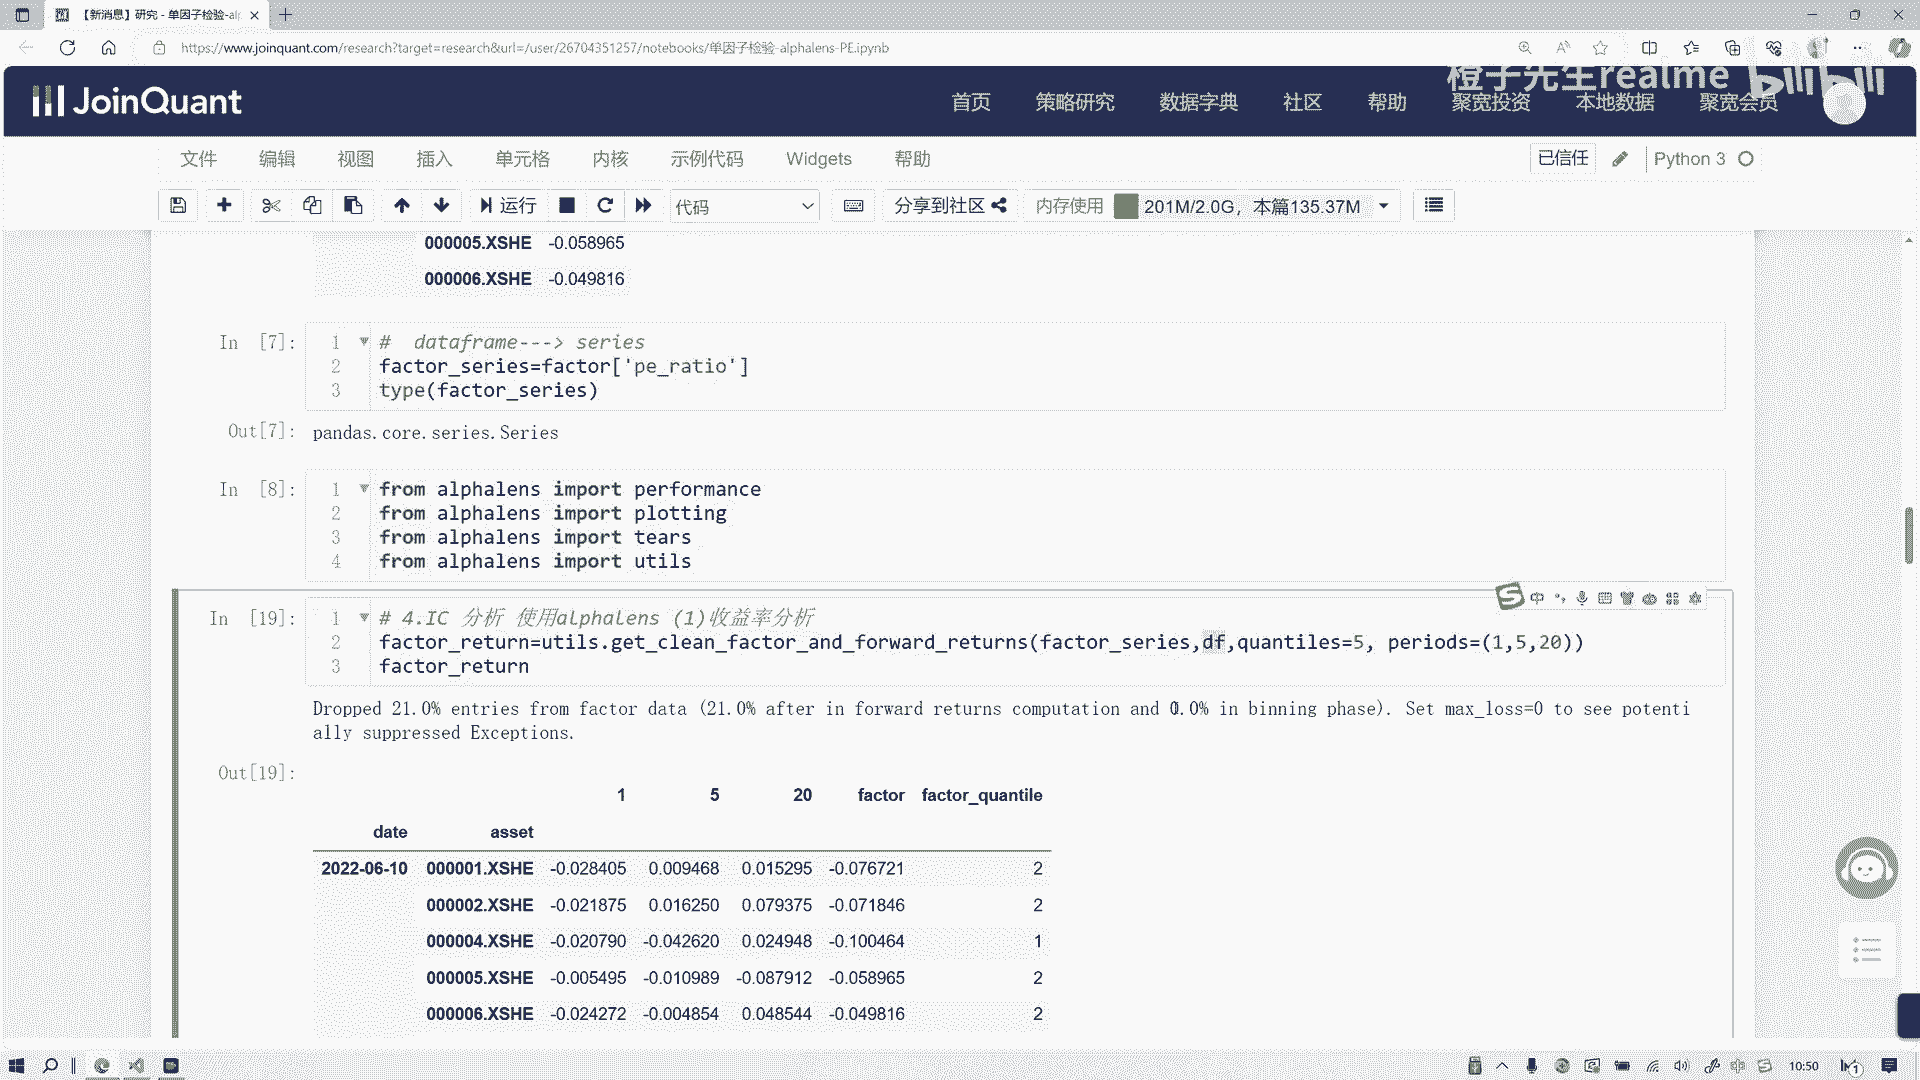 【新消息】研究 - 单因子检验-al
https://www.joinquant.com/research?target=research&url=/user/26704351257/notebooks/单因子检验-alphalens-PE.ipynb
橙子先生realme bilibili
JoinQuant 首页 策略研究 数据字典 社区 帮助 聚宽投资 本地数据 聚宽会员
文件 编辑 视图 插入 单元格 内核 示例代码 Widgets 帮助 已信任 Python 3
运行 代码 分享到社区 内存使用 201M/2.0G，本篇135.37M
000005.XSHE -0.058965
000006.XSHE -0.049816
In [7]: 1 # dataframe---> series
2 factor_series=factor['pe_ratio']
3 type(factor_series)
Out[7]: pandas.core.series.Series
In [8]: 1 from alphalens import performance
2 from alphalens import plotting
3 from alphalens import tears
4 from alphalens import utils
中
In [19]: 1 # 4.IC 分析 使用alphalens (1)收益率分析
2 factor_return=utils.get_clean_factor_and_forward_returns(factor_series,df,quantiles=5, periods=(1,5,20))
3 factor_return
Dropped 21.0% entries from factor data (21.0% after in forward returns computation and 0.0% in binning phase). Set max_loss=0 to see potenti
ally suppressed Exceptions.
Out[19]:
1 5 20 factor factor_quantile
date asset
2022-06-10 000001.XSHE -0.028405 0.009468 0.015295 -0.076721 2
000002.XSHE -0.021875 0.016250 0.079375 -0.071846 2
000004.XSHE -0.020790 -0.042620 0.024948 -0.100464 1
000005.XSHE -0.005495 -0.010989 -0.087912 -0.058965 2
000006.XSHE -0.024272 -0.004854 0.048544 -0.049816 2
中 10:50 1